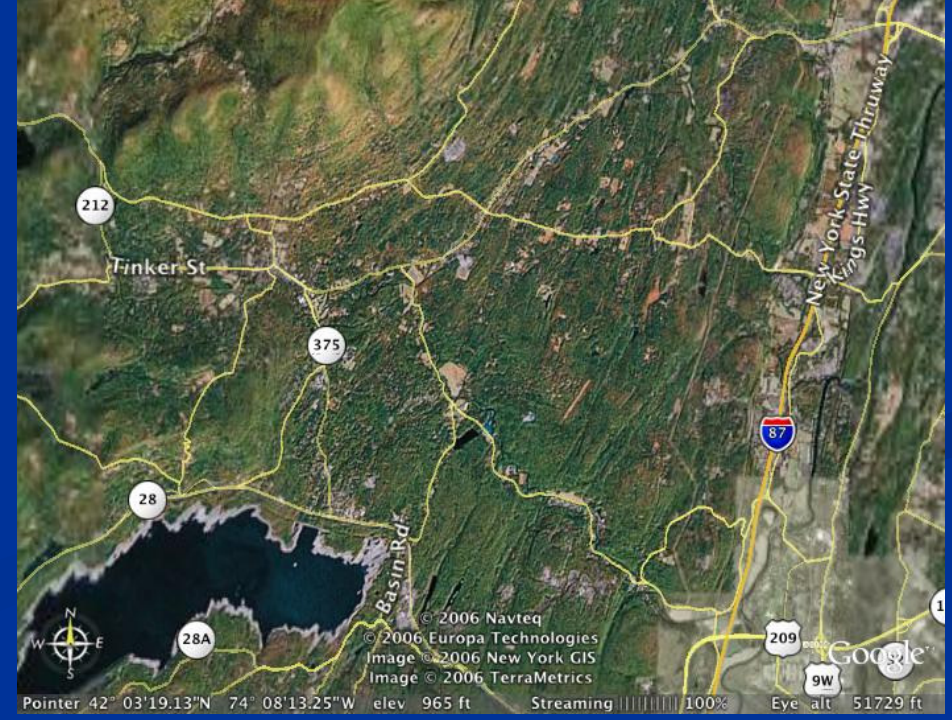 New York State Thruway
Kings Hwy
212
Tinker St
375
87
28
Basin Rd
28A
209
9W
© 2006 Navteq
© 2006 Europa Technologies
Image © 2006 New York GIS
Image © 2006 TerraMetrics
Google
Pointer 42° 03'19.13"N 74° 08'13.25"W elev 965 ft Streaming |||||||||| 100% Eye alt 51729 ft
N
W
E
S